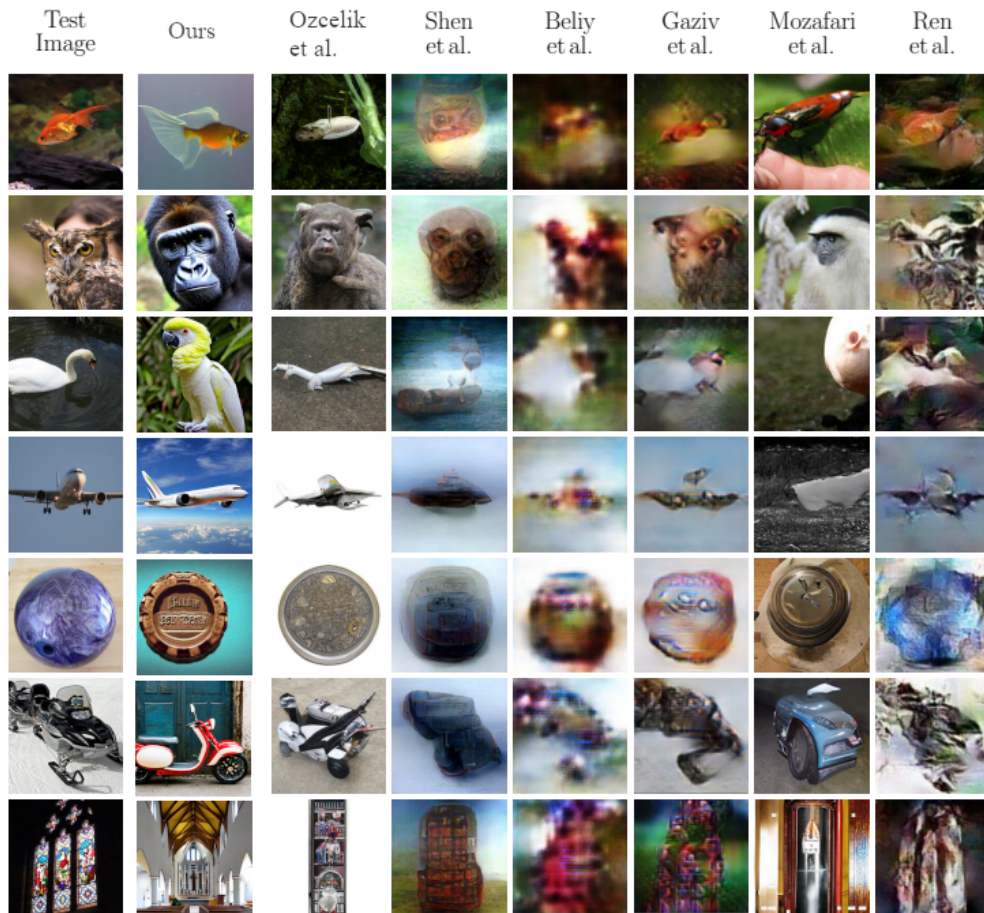 Test
Image
Ours
Ozcelik
et al.
Shen
et al.
Beliy
et al.
Gaziv
et al.
Mozafari
et al.
Ren
et al.